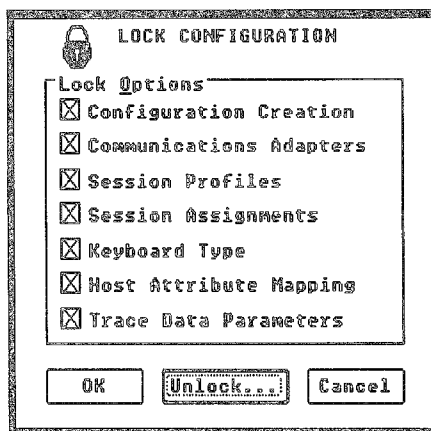 LOCK CONFIGURATION
Lock Options
Configuration Creation
Communications Adapters
Session Profiles
Session Assignments
Keyboard Type
Host Attribute Mapping
Trace Data Parameters
OK
Unlock...
Cancel